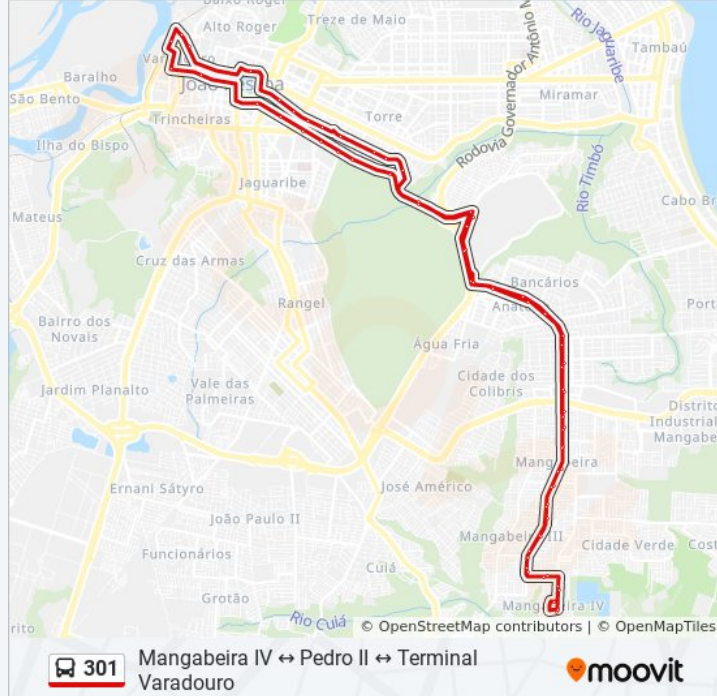 Baixo Roger
Alto Roger
Treze de Maio
Rio Jaguaribe
Tambaú
Baralho
São Bento
João
Torre
Miramar
Trincheiras
Rodovia Governador Antônio M
Ilha do Bispo
Rio Timbó
Jaguaribe
Cabo Br
Mateus
Cruz das Armas
Rangel
Bancários
Port
Bairro dos
Novais
Água Fria
Vale das
Palmeiras
Cidade dos
Colibris
Jardim Planalto
Distrito
Industrial
Mangabe
Mangabeira
Ernani Sátyro
José Américo
João Paulo II
Mangabeira III
Cidade Verde
Cost
Funcionários
Cuiá
Grotão
Mangabeira IV
Rio Cuiá
rito
© OpenStreetMap contributors | © OpenMapTiles
301
Mangabeira IV ↔ Pedro II ↔ Terminal
Varadouro
moovit